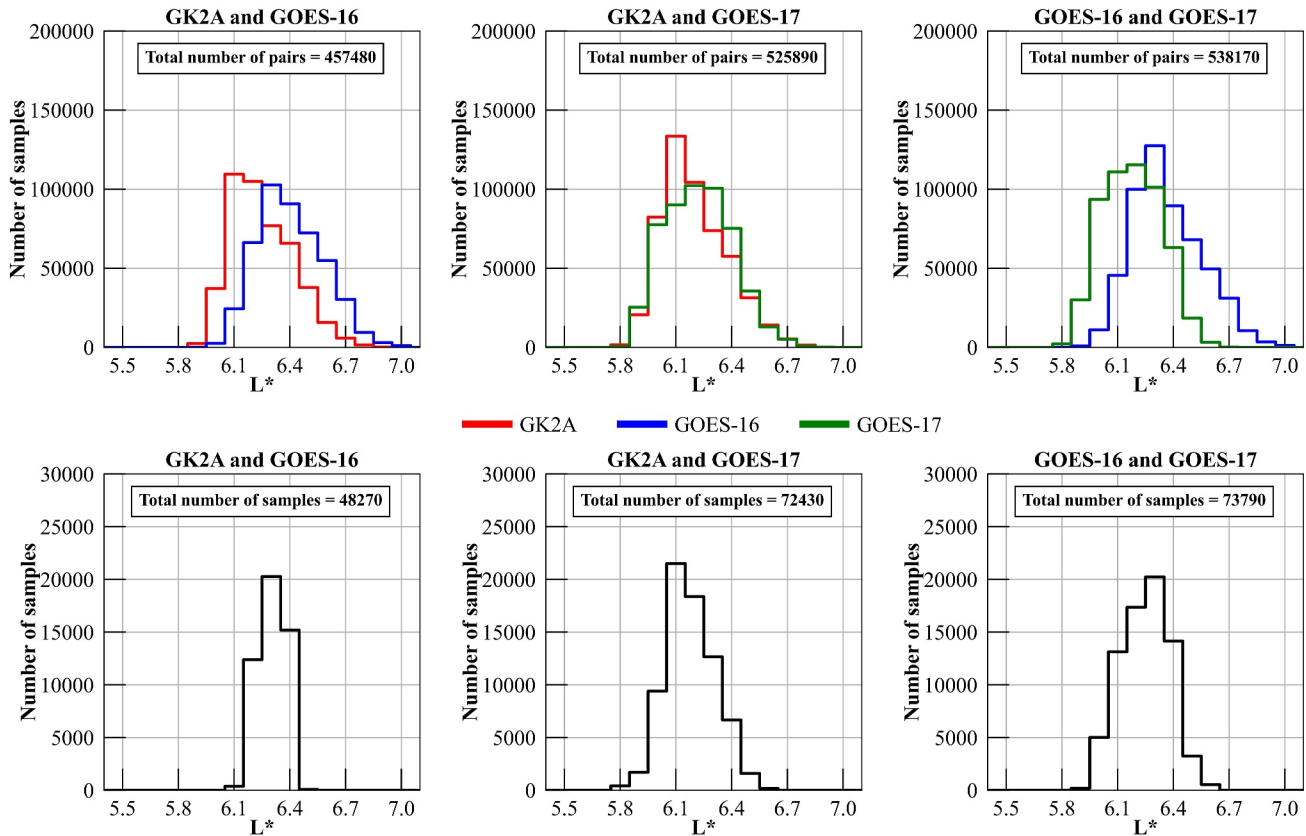 GK2A and GOES-16
GK2A and GOES-17
GOES-16 and GOES-17
200000
150000
100000
50000
0
Number of samples
Total number of pairs = 457480
5.5 5.8 6.1 6.4 6.7 7.0
L*
200000
150000
100000
50000
0
Number of samples
Total number of pairs = 525890
5.5 5.8 6.1 6.4 6.7 7.0
L*
200000
150000
100000
50000
0
Number of samples
Total number of pairs = 538170
5.5 5.8 6.1 6.4 6.7 7.0
L*
GK2A GOES-16 GOES-17
GK2A and GOES-16
GK2A and GOES-17
GOES-16 and GOES-17
30000
25000
20000
15000
10000
5000
0
Number of samples
Total number of samples = 48270
5.5 5.8 6.1 6.4 6.7 7.0
L*
30000
25000
20000
15000
10000
5000
0
Number of samples
Total number of samples = 72430
5.5 5.8 6.1 6.4 6.7 7.0
L*
30000
25000
20000
15000
10000
5000
0
Number of samples
Total number of samples = 73790
5.5 5.8 6.1 6.4 6.7 7.0
L*